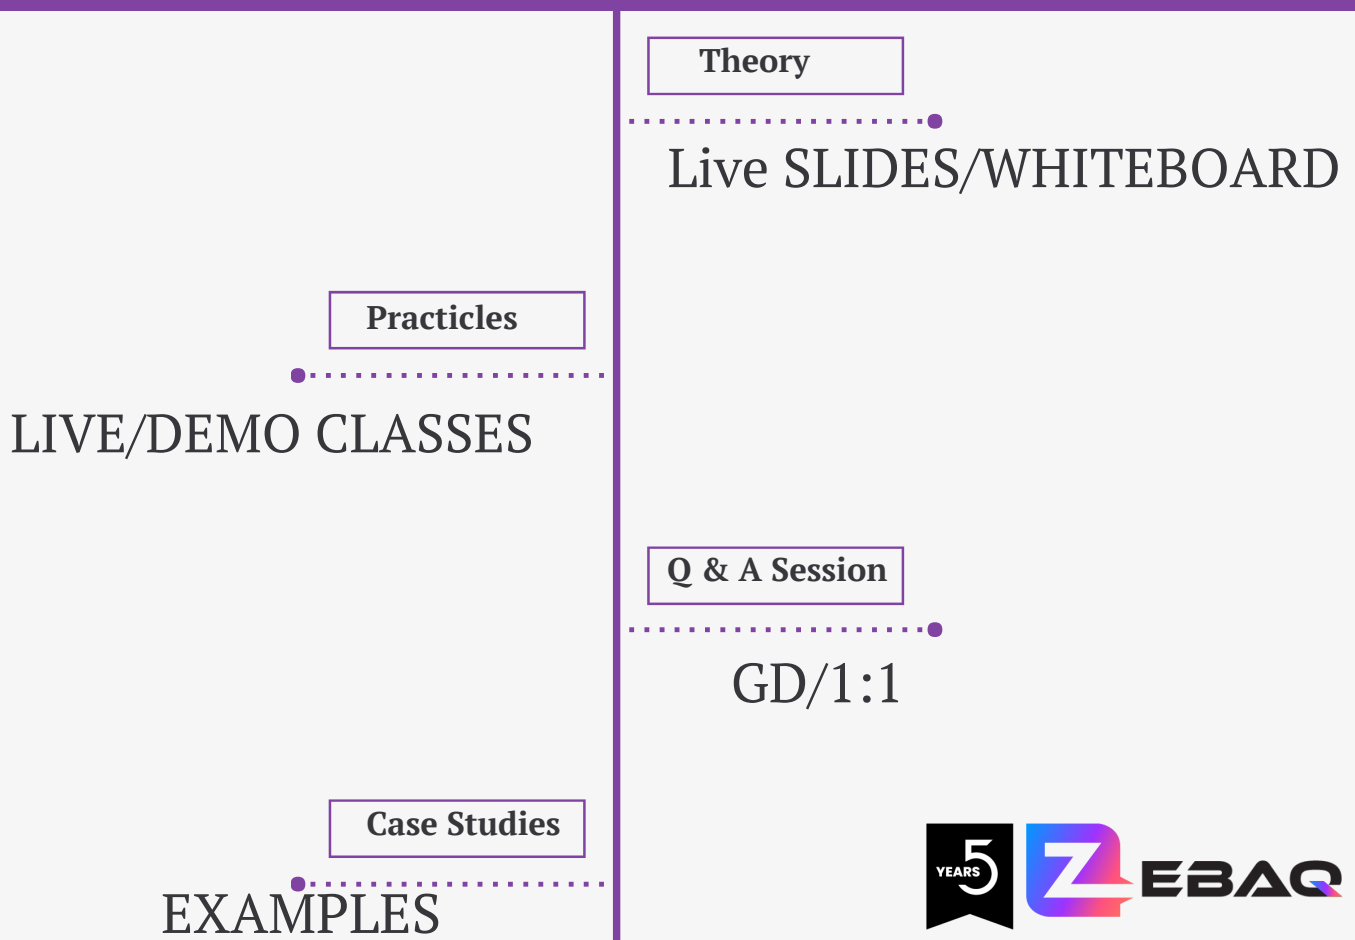 Theory
Live SLIDES/WHITEBOARD
Practicles
LIVE/DEMO CLASSES
Q & A Session
GD/1:1
Case Studies
EXAMPLES
YEARS 5
ZEBAQ